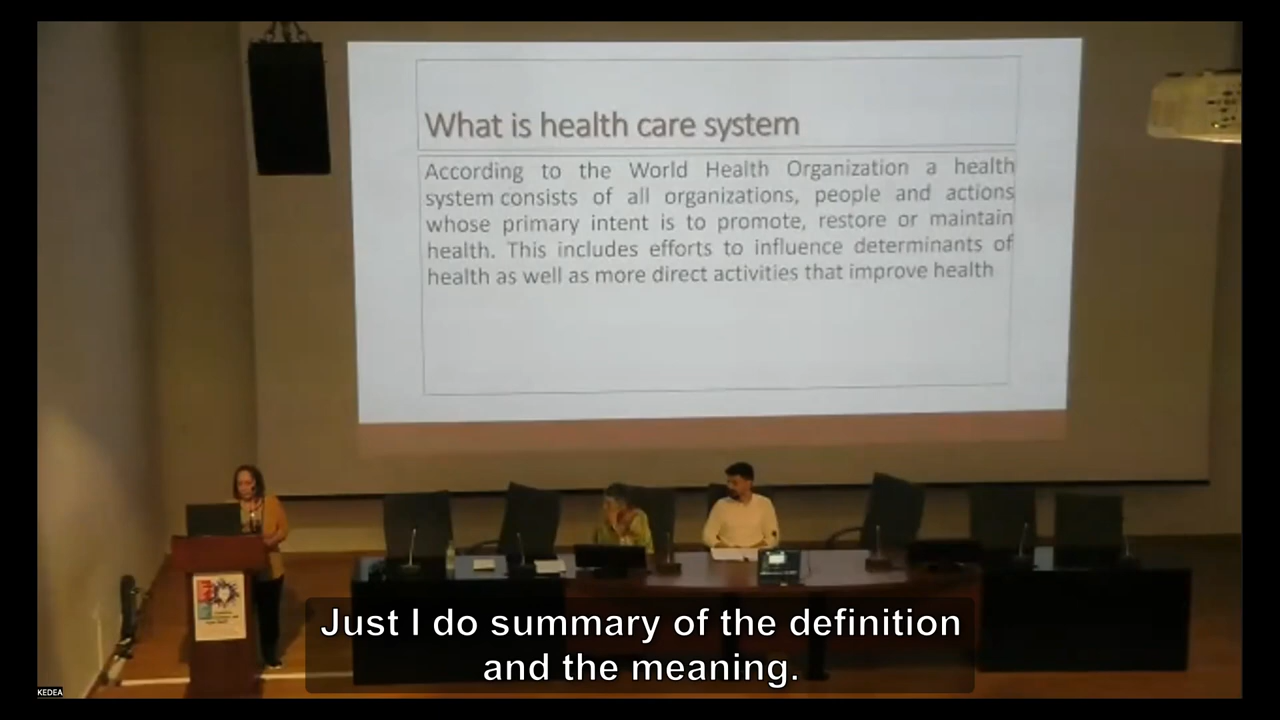 What is health care system
According to the World Health Organization a health
system consists of all organizations, people and actions
whose primary intent is to promote, restore or maintain
health. This includes efforts to influence determinants of
health as well as more direct activities that improve health
Just I do summary of the definition
and the meaning.
KEDEA